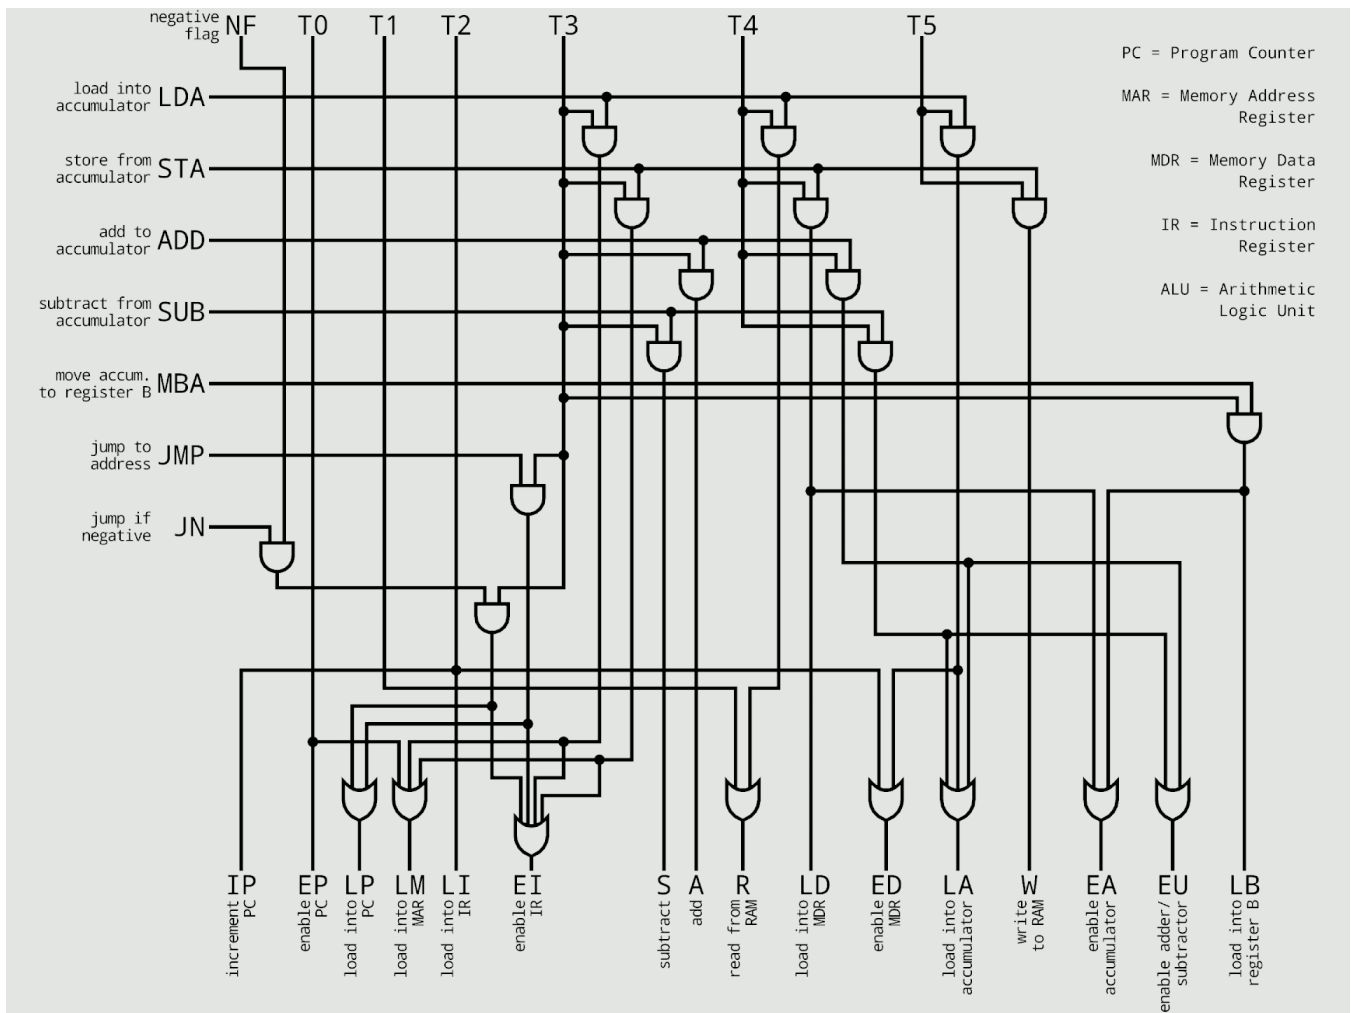 negative
flag NF T0 T1 T2 T3 T4 T5
PC = Program Counter
MAR = Memory Address
Register
MDR = Memory Data
Register
IR = Instruction
Register
ALU = Arithmetic
Logic Unit
load into
accumulator LDA
store from
accumulator STA
add to
accumulator ADD
subtract from
accumulator SUB
move accum.
to register B MBA
jump to
address JMP
jump if
negative JN
IP EP LP LM LI EI S A R LD ED LA W EA EU LB
increment
PC
enable
PC
load into
PC
load into
MAR
load into
IR
enable
IR
subtract
add
read from
RAM
load into
MDR
enable
MDR
load into
accumulator
write
to RAM
enable
accumulator
enable adder/
subtractor
load into
register B